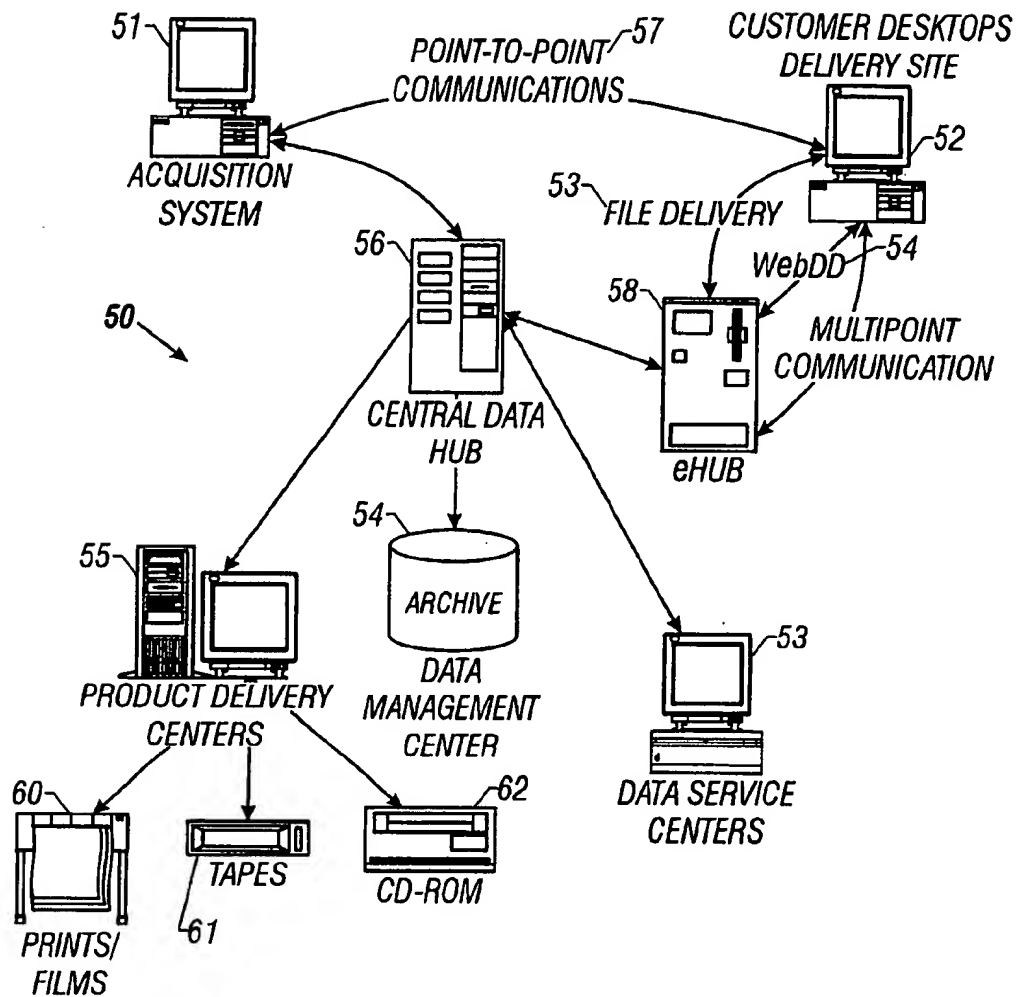 51
POINT-TO-POINT
COMMUNICATIONS
57
CUSTOMER DESKTOPS
DELIVERY SITE
52
ACQUISITION
SYSTEM
53
FILE DELIVERY
56
WebDD
54
58
50
MULTIPOINT
COMMUNICATION
CENTRAL DATA
HUB
eHUB
54
55
ARCHIVE
53
PRODUCT DELIVERY
CENTERS
DATA
MANAGEMENT
CENTER
DATA SERVICE
CENTERS
60
62
TAPES
CD-ROM
61
PRINTS/
FILMS